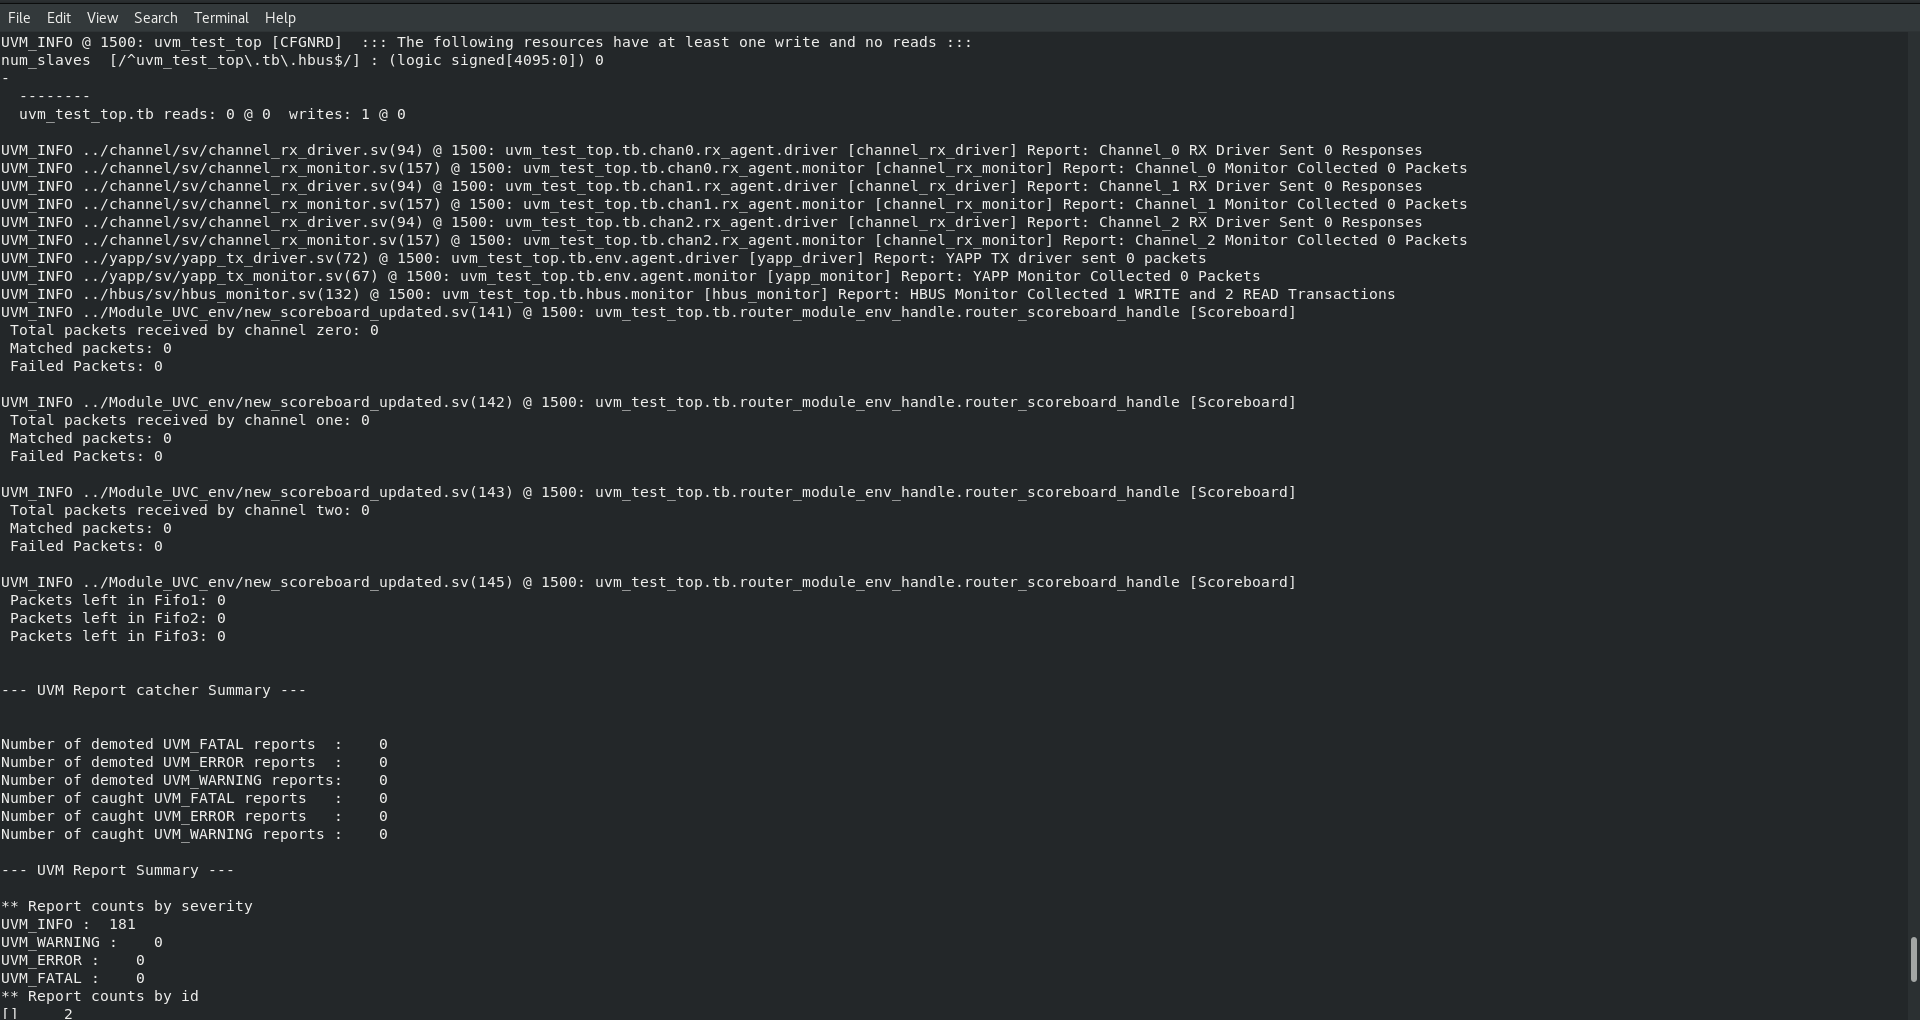 File Edit View Search Terminal Help
UVM_INFO @ 1500: uvm_test_top [CFGNRD]  ::: The following resources have at least one write and no reads :::
num_slaves  [/^uvm_test_top\.tb\.hbus$/] : (logic signed[4095:0]) 0
-
  --------
  uvm_test_top.tb reads: 0 @ 0  writes: 1 @ 0
UVM_INFO ../channel/sv/channel_rx_driver.sv(94) @ 1500: uvm_test_top.tb.chan0.rx_agent.driver [channel_rx_driver] Report: Channel_0 RX Driver Sent 0 Responses
UVM_INFO ../channel/sv/channel_rx_monitor.sv(157) @ 1500: uvm_test_top.tb.chan0.rx_agent.monitor [channel_rx_monitor] Report: Channel_0 Monitor Collected 0 Packets
UVM_INFO ../channel/sv/channel_rx_driver.sv(94) @ 1500: uvm_test_top.tb.chan1.rx_agent.driver [channel_rx_driver] Report: Channel_1 RX Driver Sent 0 Responses
UVM_INFO ../channel/sv/channel_rx_monitor.sv(157) @ 1500: uvm_test_top.tb.chan1.rx_agent.monitor [channel_rx_monitor] Report: Channel_1 Monitor Collected 0 Packets
UVM_INFO ../channel/sv/channel_rx_driver.sv(94) @ 1500: uvm_test_top.tb.chan2.rx_agent.driver [channel_rx_driver] Report: Channel_2 RX Driver Sent 0 Responses
UVM_INFO ../channel/sv/channel_rx_monitor.sv(157) @ 1500: uvm_test_top.tb.chan2.rx_agent.monitor [channel_rx_monitor] Report: Channel_2 Monitor Collected 0 Packets
UVM_INFO ../yapp/sv/yapp_tx_driver.sv(72) @ 1500: uvm_test_top.tb.env.agent.driver [yapp_driver] Report: YAPP TX driver sent 0 packets
UVM_INFO ../yapp/sv/yapp_tx_monitor.sv(67) @ 1500: uvm_test_top.tb.env.agent.monitor [yapp_monitor] Report: YAPP Monitor Collected 0 Packets
UVM_INFO ../hbus/sv/hbus_monitor.sv(132) @ 1500: uvm_test_top.tb.hbus.monitor [hbus_monitor] Report: HBUS Monitor Collected 1 WRITE and 2 READ Transactions
UVM_INFO ../Module_UVC_env/new_scoreboard_updated.sv(141) @ 1500: uvm_test_top.tb.router_module_env_handle.router_scoreboard_handle [Scoreboard]
 Total packets received by channel zero: 0
 Matched packets: 0
 Failed Packets: 0
UVM_INFO ../Module_UVC_env/new_scoreboard_updated.sv(142) @ 1500: uvm_test_top.tb.router_module_env_handle.router_scoreboard_handle [Scoreboard]
 Total packets received by channel one: 0
 Matched packets: 0
 Failed Packets: 0
UVM_INFO ../Module_UVC_env/new_scoreboard_updated.sv(143) @ 1500: uvm_test_top.tb.router_module_env_handle.router_scoreboard_handle [Scoreboard]
 Total packets received by channel two: 0
 Matched packets: 0
 Failed Packets: 0
UVM_INFO ../Module_UVC_env/new_scoreboard_updated.sv(145) @ 1500: uvm_test_top.tb.router_module_env_handle.router_scoreboard_handle [Scoreboard]
 Packets left in Fifo1: 0
 Packets left in Fifo2: 0
 Packets left in Fifo3: 0
--- UVM Report catcher Summary ---
Number of demoted UVM_FATAL reports  :    0
Number of demoted UVM_ERROR reports  :    0
Number of demoted UVM_WARNING reports:    0
Number of caught UVM_FATAL reports   :    0
Number of caught UVM_ERROR reports   :    0
Number of caught UVM_WARNING reports :    0
--- UVM Report Summary ---
** Report counts by severity
UVM_INFO :  181
UVM_WARNING :    0
UVM_ERROR :    0
UVM_FATAL :    0
** Report counts by id
[]     2